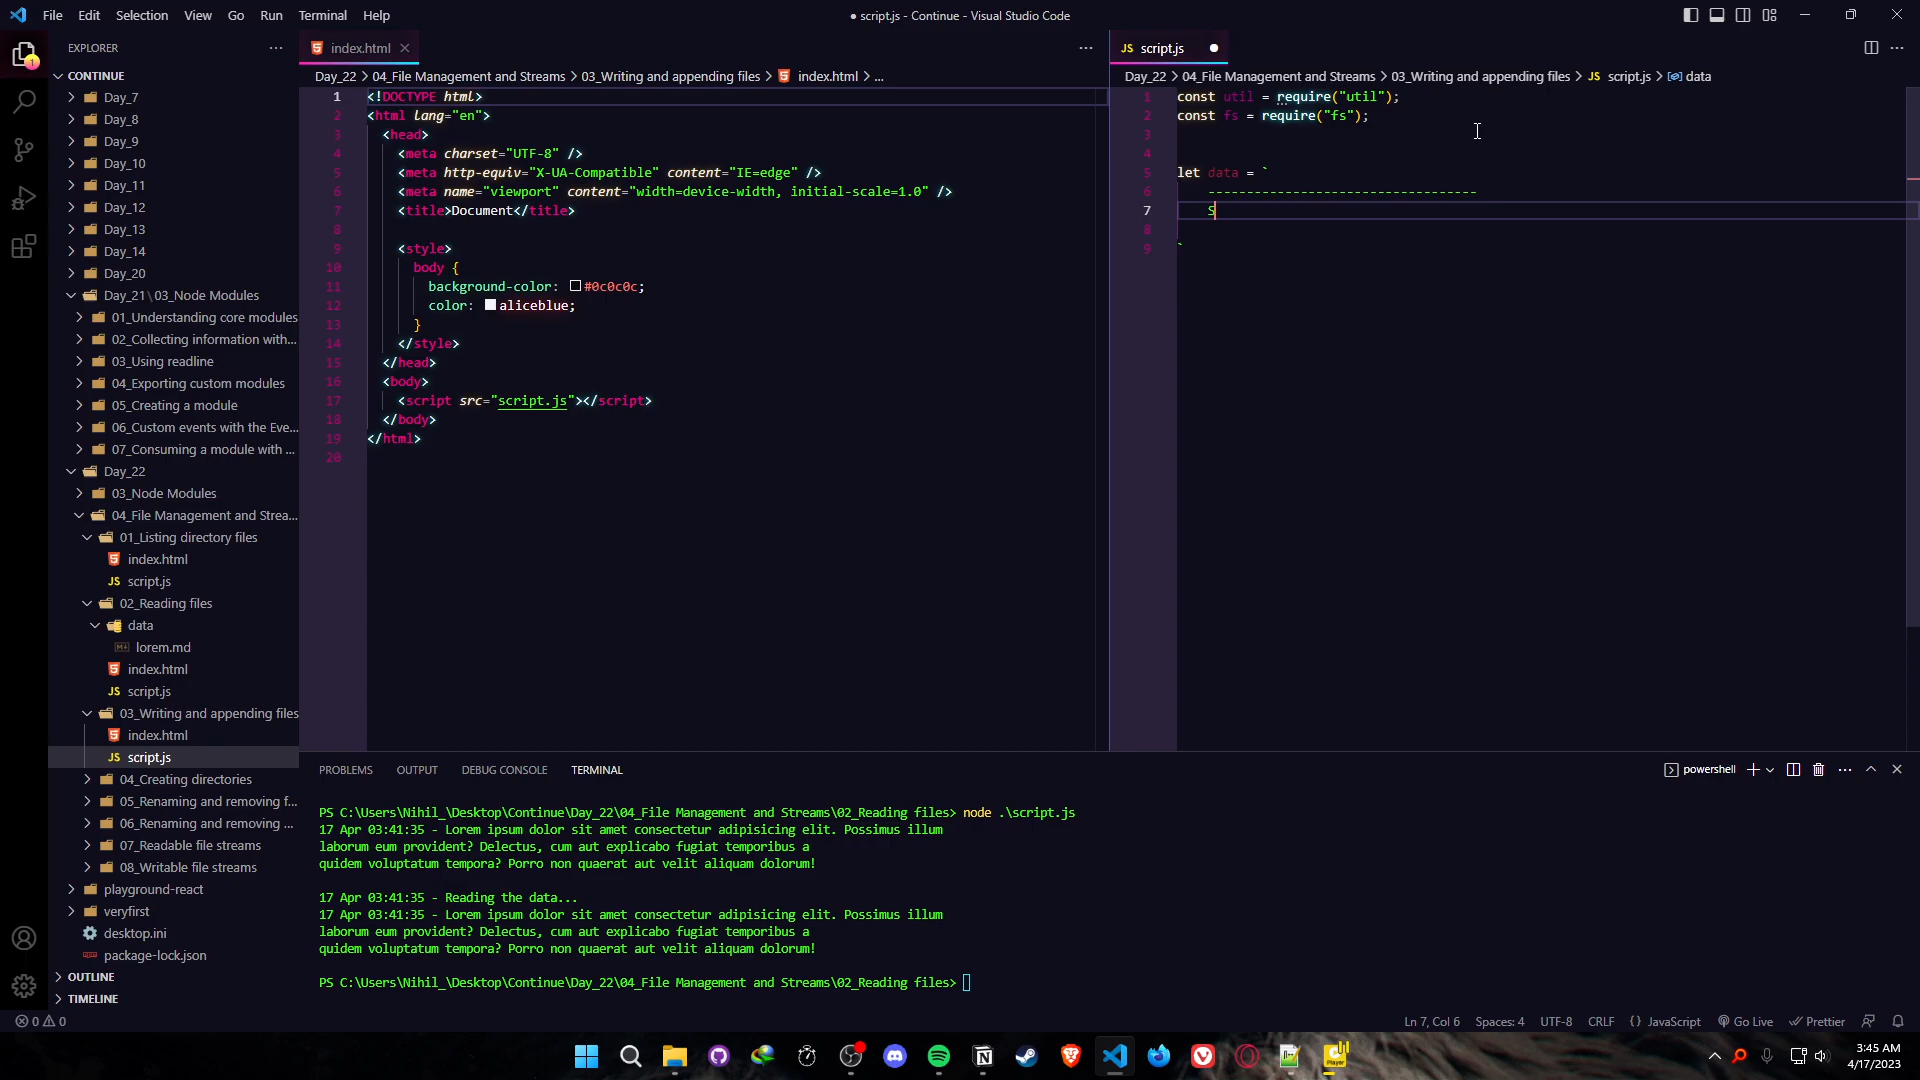 File Edit Selection View Go Run Terminal Help
● script.js - Continue - Visual Studio Code
EXPLORER
CONTINUE
Day_7
Day_8
Day_9
Day_10
Day_11
Day_12
Day_13
Day_14
Day_20
Day_21\03_Node Modules
01_Understanding core modules
02_Collecting information with...
03_Using readline
04_Exporting custom modules
05_Creating a module
06_Custom events with the Eve...
07_Consuming a module with ...
Day_22
03_Node Modules
04_File Management and Strea...
01_Listing directory files
index.html
JS script.js
02_Reading files
data
lorem.md
index.html
JS script.js
03_Writing and appending files
index.html
JS script.js
04_Creating directories
05_Renaming and removing f...
06_Renaming and removing ...
07_Readable file streams
08_Writable file streams
playground-react
veryfirst
desktop.ini
package-lock.json
OUTLINE
TIMELINE
index.html
Day_22 > 04_File Management and Streams > 03_Writing and appending files > index.html > ...
1 <!DOCTYPE html>
2 <html lang="en">
3 <head>
4 <meta charset="UTF-8" />
5 <meta http-equiv="X-UA-Compatible" content="IE=edge" />
6 <meta name="viewport" content="width=device-width, initial-scale=1.0" />
7 <title>Document</title>
8
9 <style>
10 body {
11 background-color: #0c0c0c;
12 color: aliceblue;
13 }
14 </style>
15 </head>
16 <body>
17 <script src="script.js"></script>
18 </body>
19 </html>
20
JS script.js
Day_22 > 04_File Management and Streams > 03_Writing and appending files > JS script.js > data
1 const util = require("util");
2 const fs = require("fs");
3
4
5 let data = `
6 -----------------------------------
7 S
8
9 `
PROBLEMS OUTPUT DEBUG CONSOLE TERMINAL
powershell
PS C:\Users\Nihil_\Desktop\Continue\Day_22\04_File Management and Streams\02_Reading files> node .\script.js
17 Apr 03:41:35 - Lorem ipsum dolor sit amet consectetur adipisicing elit. Possimus illum
laborum eum provident? Delectus, cum aut explicabo fugiat temporibus a
quidem voluptatum tempora? Porro non quaerat aut velit aliquam dolorum!
17 Apr 03:41:35 - Reading the data...
17 Apr 03:41:35 - Lorem ipsum dolor sit amet consectetur adipisicing elit. Possimus illum
laborum eum provident? Delectus, cum aut explicabo fugiat temporibus a
quidem voluptatum tempora? Porro non quaerat aut velit aliquam dolorum!
PS C:\Users\Nihil_\Desktop\Continue\Day_22\04_File Management and Streams\02_Reading files>
0 0
Ln 7, Col 6 Spaces: 4 UTF-8 CRLF {} JavaScript Go Live Prettier
3:45 AM
4/17/2023